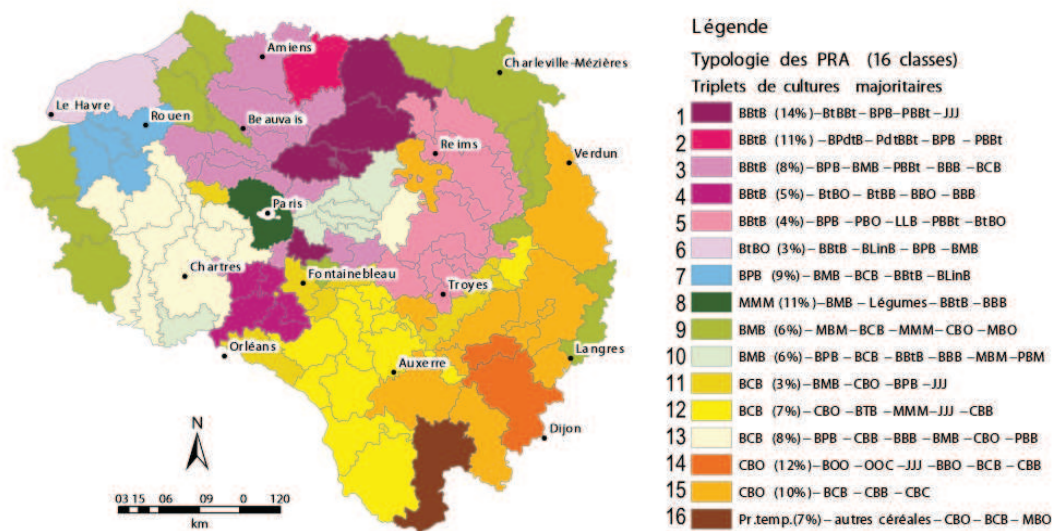 Amiens
Charleville-Mézières
Le Havre
Rouen
Beauvais
Reims
Verdun
Paris
Chartres
Fontainebleau
Troyes
Orléans
Auxerre
Langres
Dijon
N
03 15 06 09 0 120
km
Légende
Typologie des PRA (16 classes)
Triplets de cultures majoritaires
1 BBtB (14%)-BtBBt-BPB-PBBt-JJJ
2 BBtB (11%) -BPdtB- PdtBBt -BPB -PBBt
3 BBtB (8%)-BPB-BMB -PBBt -BBB -BCB
4 BBtB (5%)- BtBO -BtBB -BBO -BBB
5 BBtB (4%)- BPB -PBO -LLB -PBBt -BtBO
6 BtBO (3%)-BBtB -BLinB -BPB -BMB
7 BPB (9%)-BMB -BCB -BBtB -BLinB
8 MMM (11%)-BMB- Légumes -BBtB -BBB
9 BMB (6%)-MBM-BCB-MMM-CBO-MBO
10 BMB (6%)-BPB -BCB -BBtB -BBB -MBM -PBM
11 BCB (3%)-BMB -CBO -BPB -JJJ
12 BCB (7%)-CBO -BTB -MMM-JJJ -CBB
13 BCB (8%)-BPB -CBB -BBB -BMB -CBO -PBB
14 CBO (12%)-BOO -OOC -JJJ -BBO -BCB -CBB
15 CBO (10%)-BCB -CBB -CBC
16 Pr.temp.(7%)- autres céréales -CBO -BCB -MBO